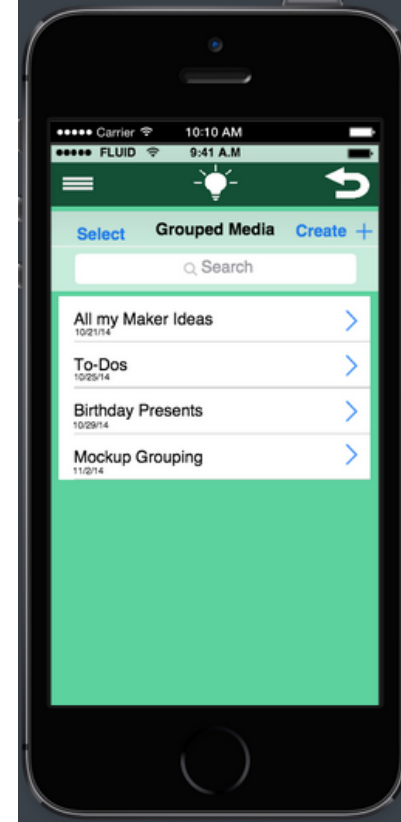 Carrier 10:10 AM
FLUID 9:41 A.M
Select Grouped Media Create +
Search
All my Maker Ideas
10/21/14
To-Dos
10/25/14
Birthday Presents
10/29/14
Mockup Grouping
11/2/14